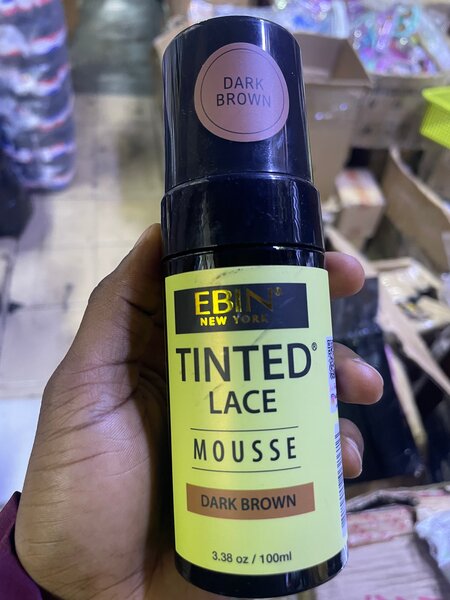 DARK
BROWN
EBIN®
NEW YORK
TINTED®
LACE
MOUSSE
DARK BROWN
3.38 oz / 100ml